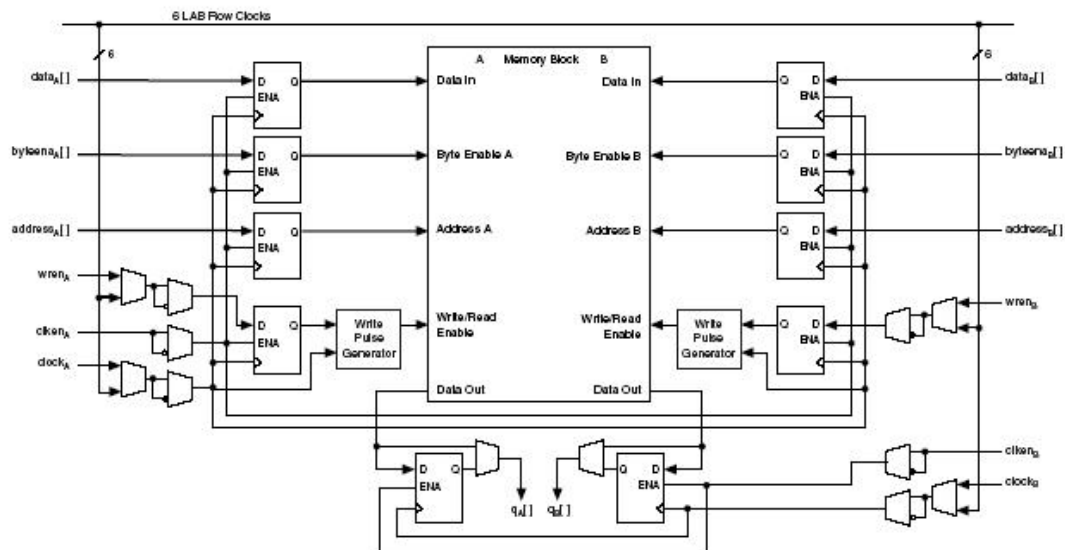 6 LAB Row Clocks
6
6
A Memory Block B
dataA[ ]
D Q
ENA
Data In
Data In
Q D
ENA
dataB[ ]
byteenaA[ ]
D Q
ENA
Byte Enable A
Byte Enable B
Q D
ENA
byteenaB[ ]
addressA[ ]
D Q
ENA
Address A
Address B
Q D
ENA
addressB[ ]
wrenA
clkenA
clockA
D Q
ENA
Write
Pulse
Generator
Write/Read
Enable
Write/Read
Enable
Write
Pulse
Generator
Q D
ENA
wrenB
Data Out
Data Out
D Q
ENA
qA[ ]
qB[ ]
Q D
ENA
clkenB
clockB